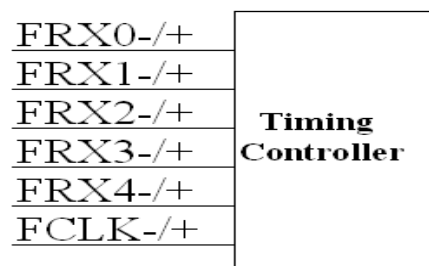 FRX0-/+
FRX1-/+
FRX2-/+
FRX3-/+
FRX4-/+
FCLK-/+
Timing
Controller